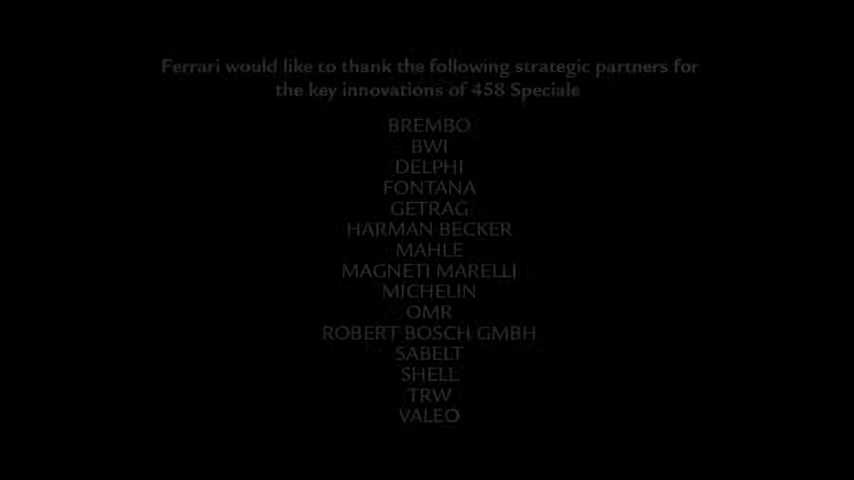 Ferrari would like to thank the following strategic partners for
the key innovations of 458 Speciale
BREMBO
BWI
DELPHI
FONTANA
GETRAG
HARMAN BECKER
MAHLE
MAGNETI MARELLI
MICHELIN
OMR
ROBERT BOSCH GMBH
SABELT
SHELL
TRW
VALEO